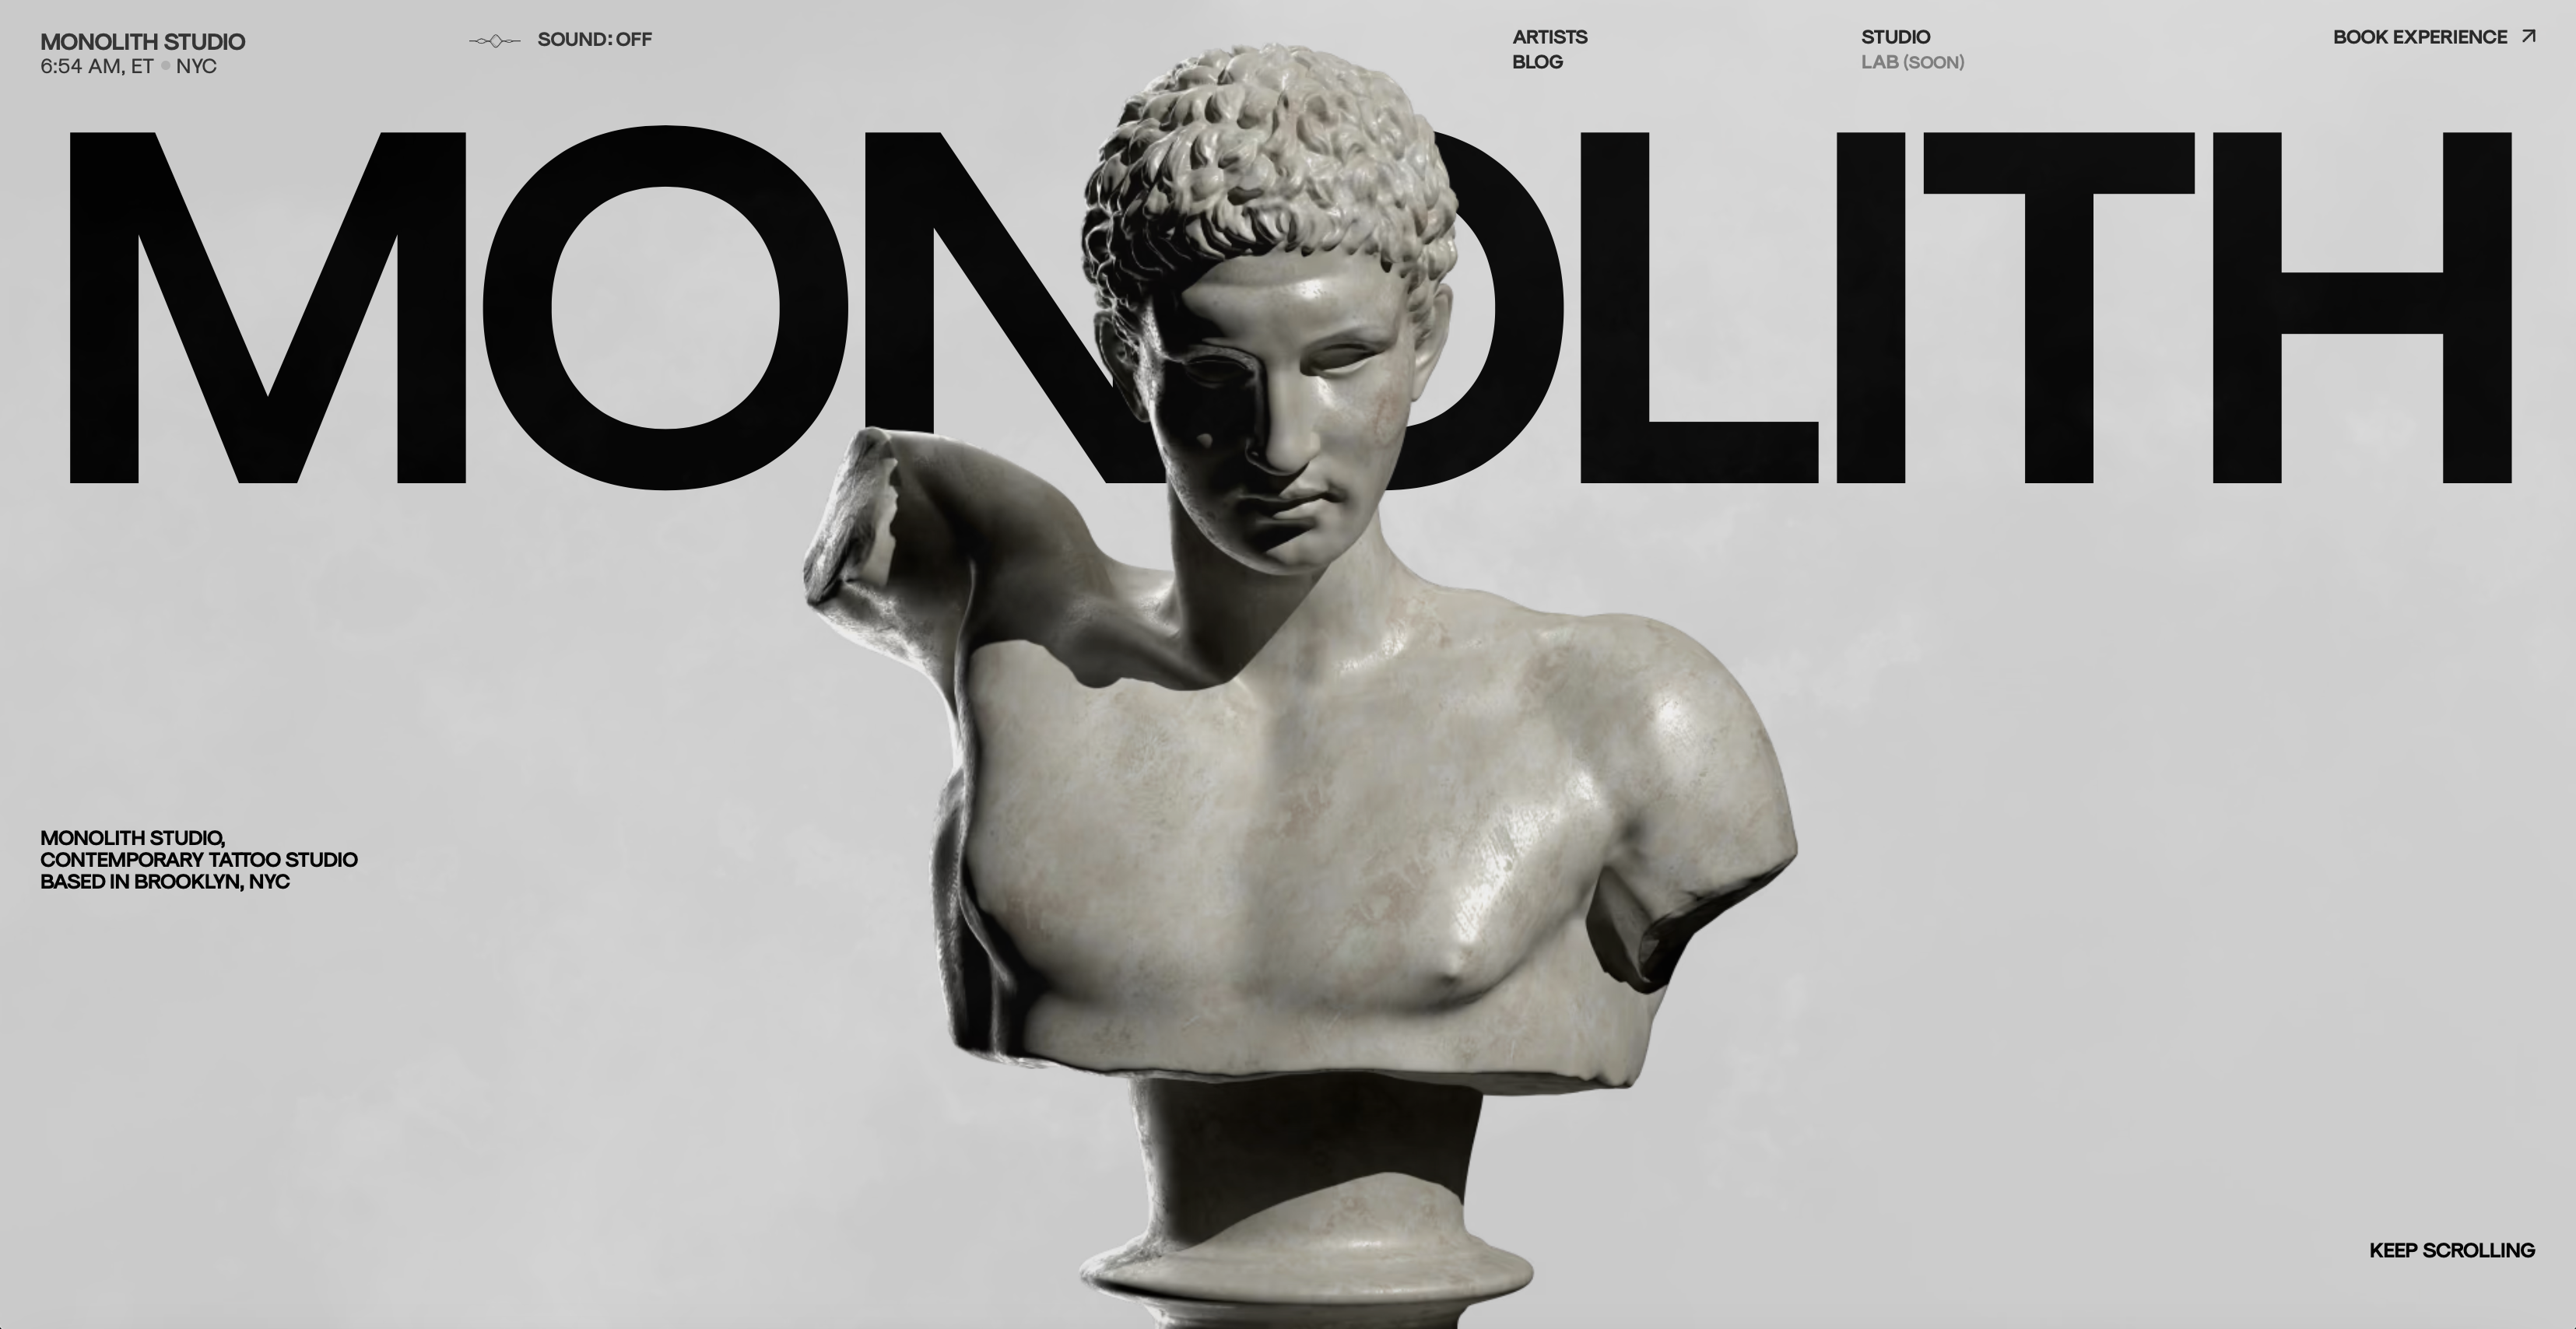 MONOLITH STUDIO
6:54 AM, ET • NYC
SOUND: OFF
ARTISTS
BLOG
STUDIO
LAB (SOON)
BOOK EXPERIENCE
MONOLITH
MONOLITH STUDIO,
CONTEMPORARY TATTOO STUDIO
BASED IN BROOKLYN, NYC
KEEP SCROLLING